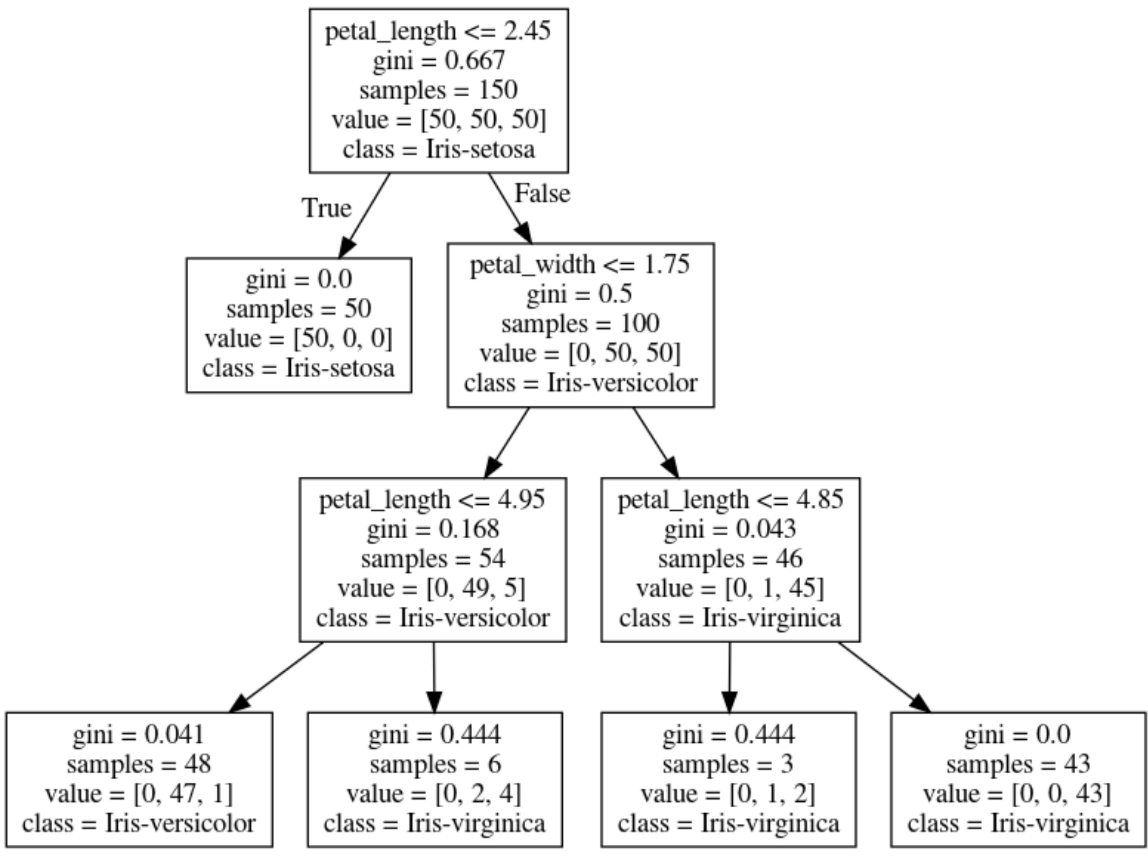 petal_length <= 2.45
gini = 0.667
samples = 150
value = [50, 50, 50]
class = Iris-setosa
True
False
gini = 0.0
samples = 50
value = [50, 0, 0]
class = Iris-setosa
petal_width <= 1.75
gini = 0.5
samples = 100
value = [0, 50, 50]
class = Iris-versicolor
petal_length <= 4.95
gini = 0.168
samples = 54
value = [0, 49, 5]
class = Iris-versicolor
petal_length <= 4.85
gini = 0.043
samples = 46
value = [0, 1, 45]
class = Iris-virginica
gini = 0.041
samples = 48
value = [0, 47, 1]
class = Iris-versicolor
gini = 0.444
samples = 6
value = [0, 2, 4]
class = Iris-virginica
gini = 0.444
samples = 3
value = [0, 1, 2]
class = Iris-virginica
gini = 0.0
samples = 43
value = [0, 0, 43]
class = Iris-virginica